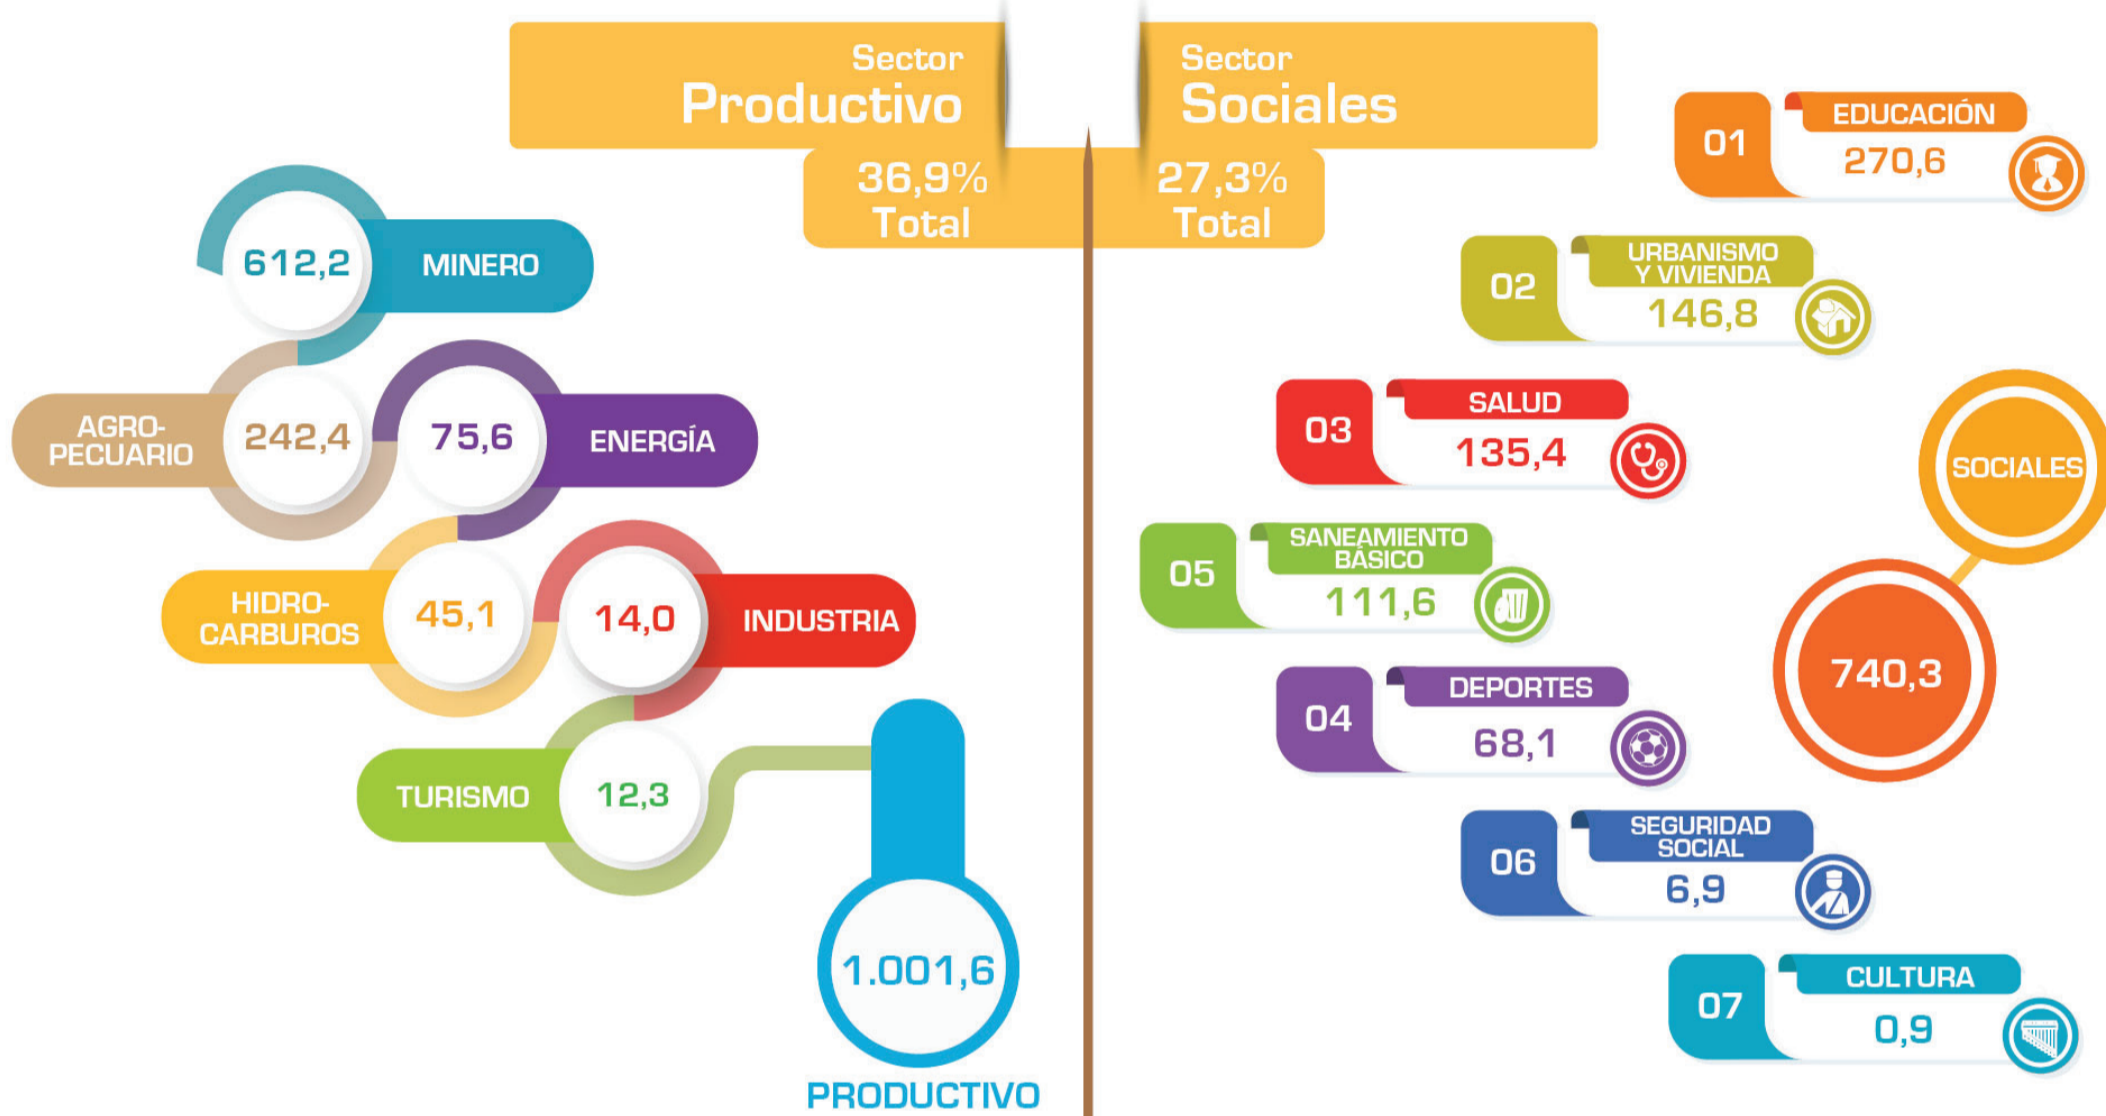 Sector
Productivo
36,9%
Total
612,2
MINERO
AGRO-
PECUARIO
242,4
75,6
ENERGÍA
HIDRO-
CARBUROS
45,1
14,0
INDUSTRIA
TURISMO
12,3
1.001,6
PRODUCTIVO
Sector
Sociales
27,3%
Total
01
EDUCACIÓN
270,6
02
URBANISMO
Y VIVIENDA
146,8
03
SALUD
135,4
05
SANEAMIENTO
BÁSICO
111,6
04
DEPORTES
68,1
06
SEGURIDAD
SOCIAL
6,9
07
CULTURA
0,9
SOCIALES
740,3